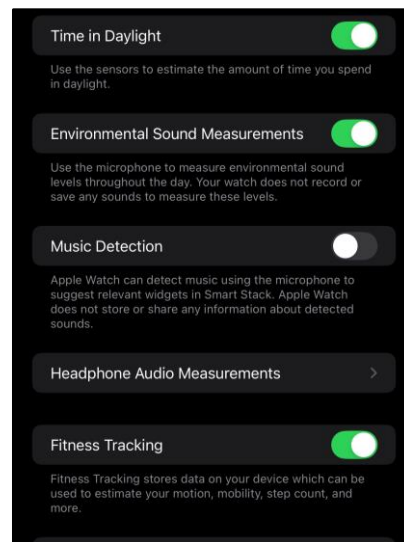 Time in Daylight
Use the sensors to estimate the amount of time you spend
in daylight.
Environmental Sound Measurements
Use the microphone to measure environmental sound
levels throughout the day. Your watch does not record or
save any sounds to measure these levels.
Music Detection
Apple Watch can detect music using the microphone to
suggest relevant widgets in Smart Stack. Apple Watch
does not store or share any information about detected
sounds.
Headphone Audio Measurements
Fitness Tracking
Fitness Tracking stores data on your device which can be
used to estimate your motion, mobility, step count, and
more.